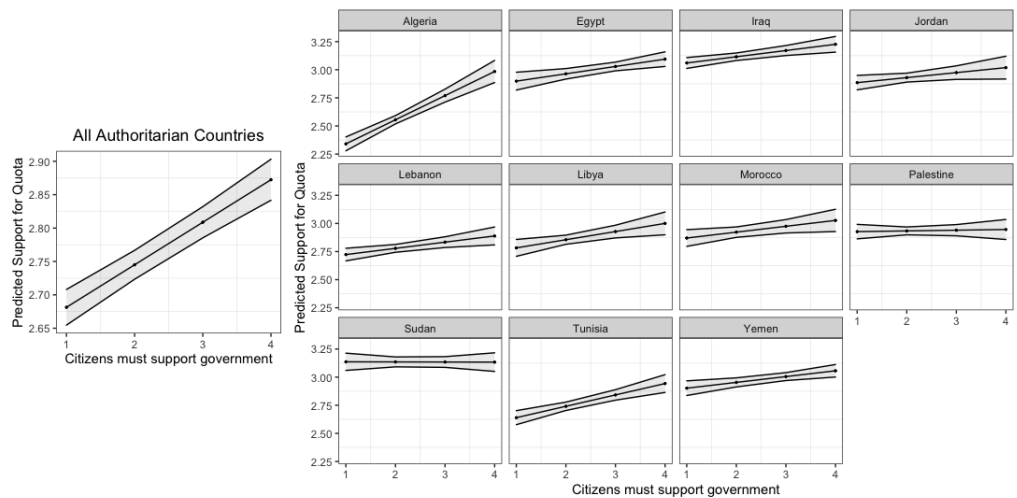 All Authoritarian Countries
Predicted Support for Quota
2.90
2.85
2.80
2.75
2.70
2.65
1 2 3 4
Citizens must support government
Predicted Support for Quota
Algeria Egypt Iraq Jordan
3.25
3.00
2.75
2.50
2.25
Lebanon Libya Morocco Palestine
3.25
3.00
2.75
2.50
2.25
1 2 3 4
Sudan Tunisia Yemen
3.25
3.00
2.75
2.50
2.25
1 2 3 4 1 2 3 4 1 2 3 4
Citizens must support government